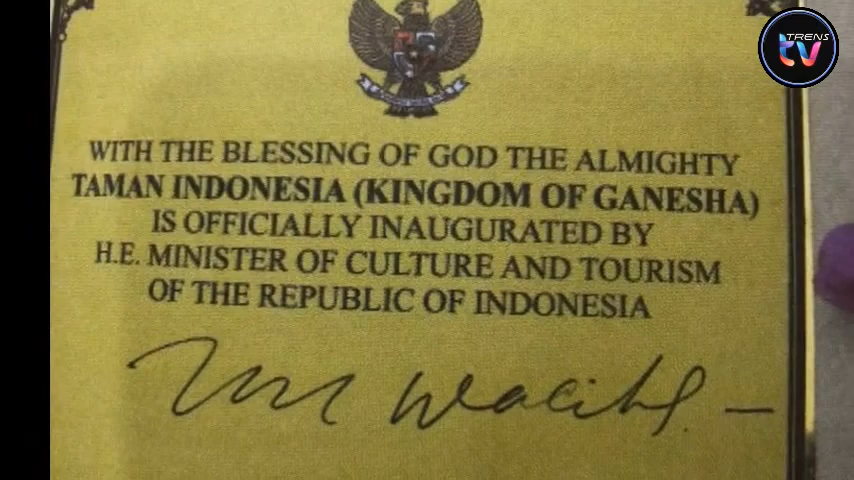 TRENS
tv
WITH THE BLESSING OF GOD THE ALMIGHTY
TAMAN INDONESIA (KINGDOM OF GANESHA)
IS OFFICIALLY INAUGURATED BY
H.E. MINISTER OF CULTURE AND TOURISM
OF THE REPUBLIC OF INDONESIA